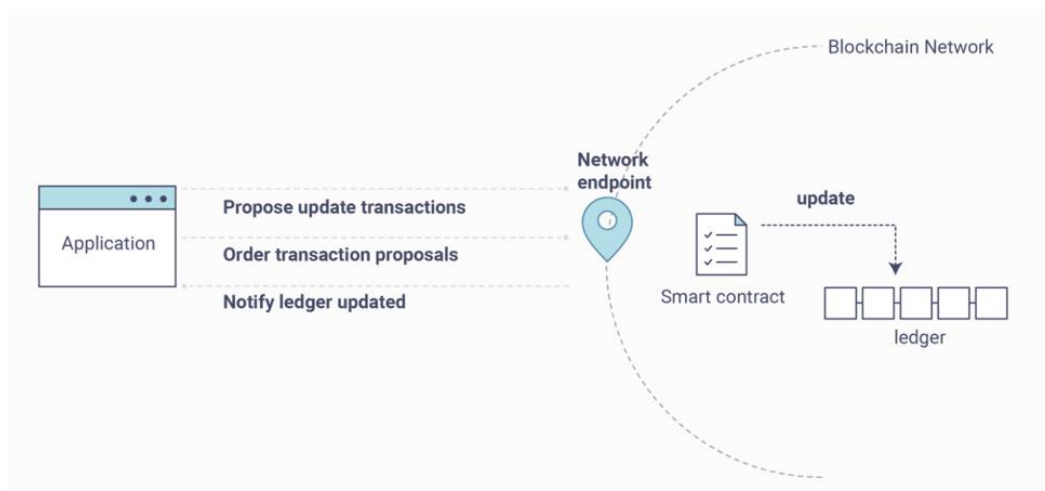 Blockchain Network
Network
endpoint
Propose update transactions
update
Application
Order transaction proposals
Smart contract
Notify ledger updated
ledger